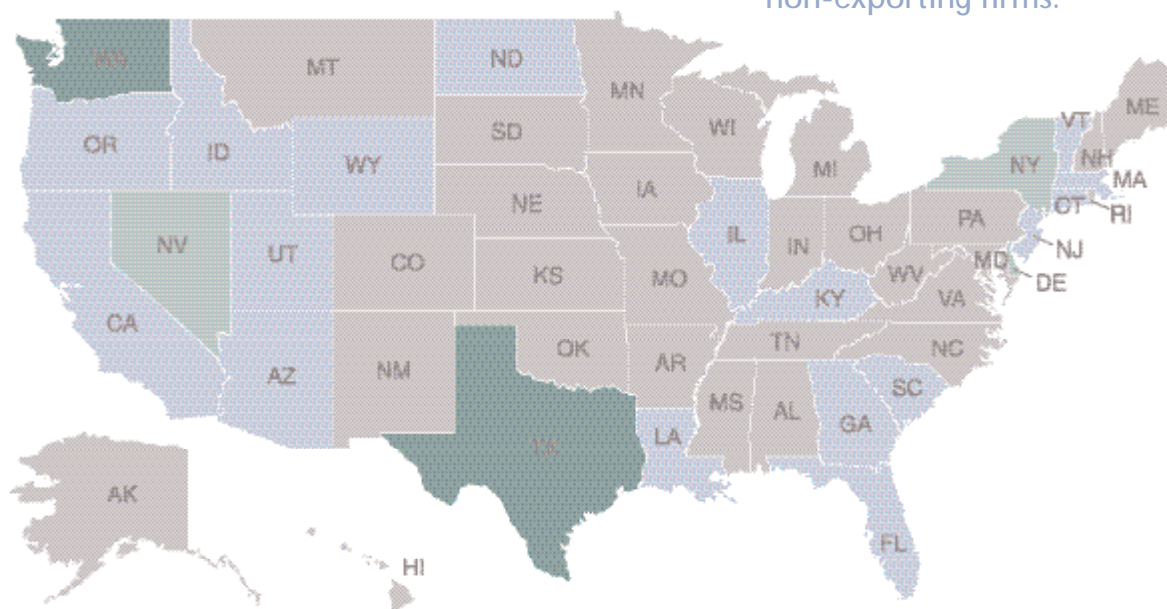 non-exporting firms.
WA
MT
ND
MN
ME
VT
OR
ID
SD
WI
NH
WY
MI
NY
MA
IA
CT
RI
NE
PA
NV
UT
IL
IN
OH
NJ
CO
MD
KS
MO
WV
DE
CA
KY
VA
TN
NC
OK
AZ
NM
AR
SC
MS
AL
GA
LA
TX
AK
FL
HI